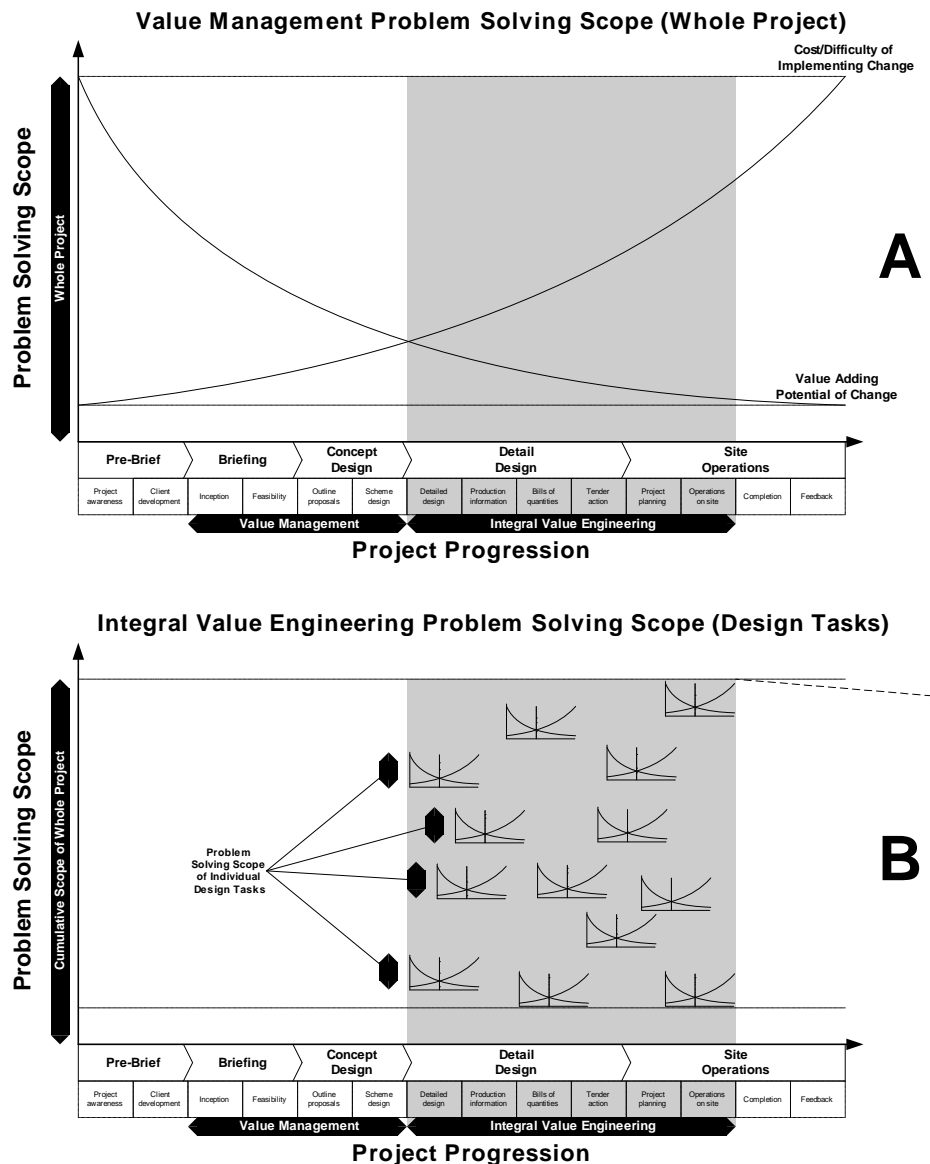 Value Management Problem Solving Scope (Whole Project)
Cost/Difficulty of
Implementing Change
Problem Solving Scope
Whole Project
A
Value Adding
Potential of Change
Pre-Brief
Briefing
Concept
Design
Detail
Design
Site
Operations
Project
awareness
Client
development
Inception
Feasibility
Outline
proposals
Scheme
design
Detailed
design
Production
information
Bills of
quantities
Tender
action
Project
planning
Operations
on site
Completion
Feedback
Value Management
Integral Value Engineering
Project Progression
Integral Value Engineering Problem Solving Scope (Design Tasks)
Problem Solving Scope
Cumulative Scope of Whole Project
Problem
Solving Scope
of Individual
Design Tasks
B
Pre-Brief
Briefing
Concept
Design
Detail
Design
Site
Operations
Project
awareness
Client
development
Inception
Feasibility
Outline
proposals
Scheme
design
Detailed
design
Production
information
Bills of
quantities
Tender
action
Project
planning
Operations
on site
Completion
Feedback
Value Management
Integral Value Engineering
Project Progression